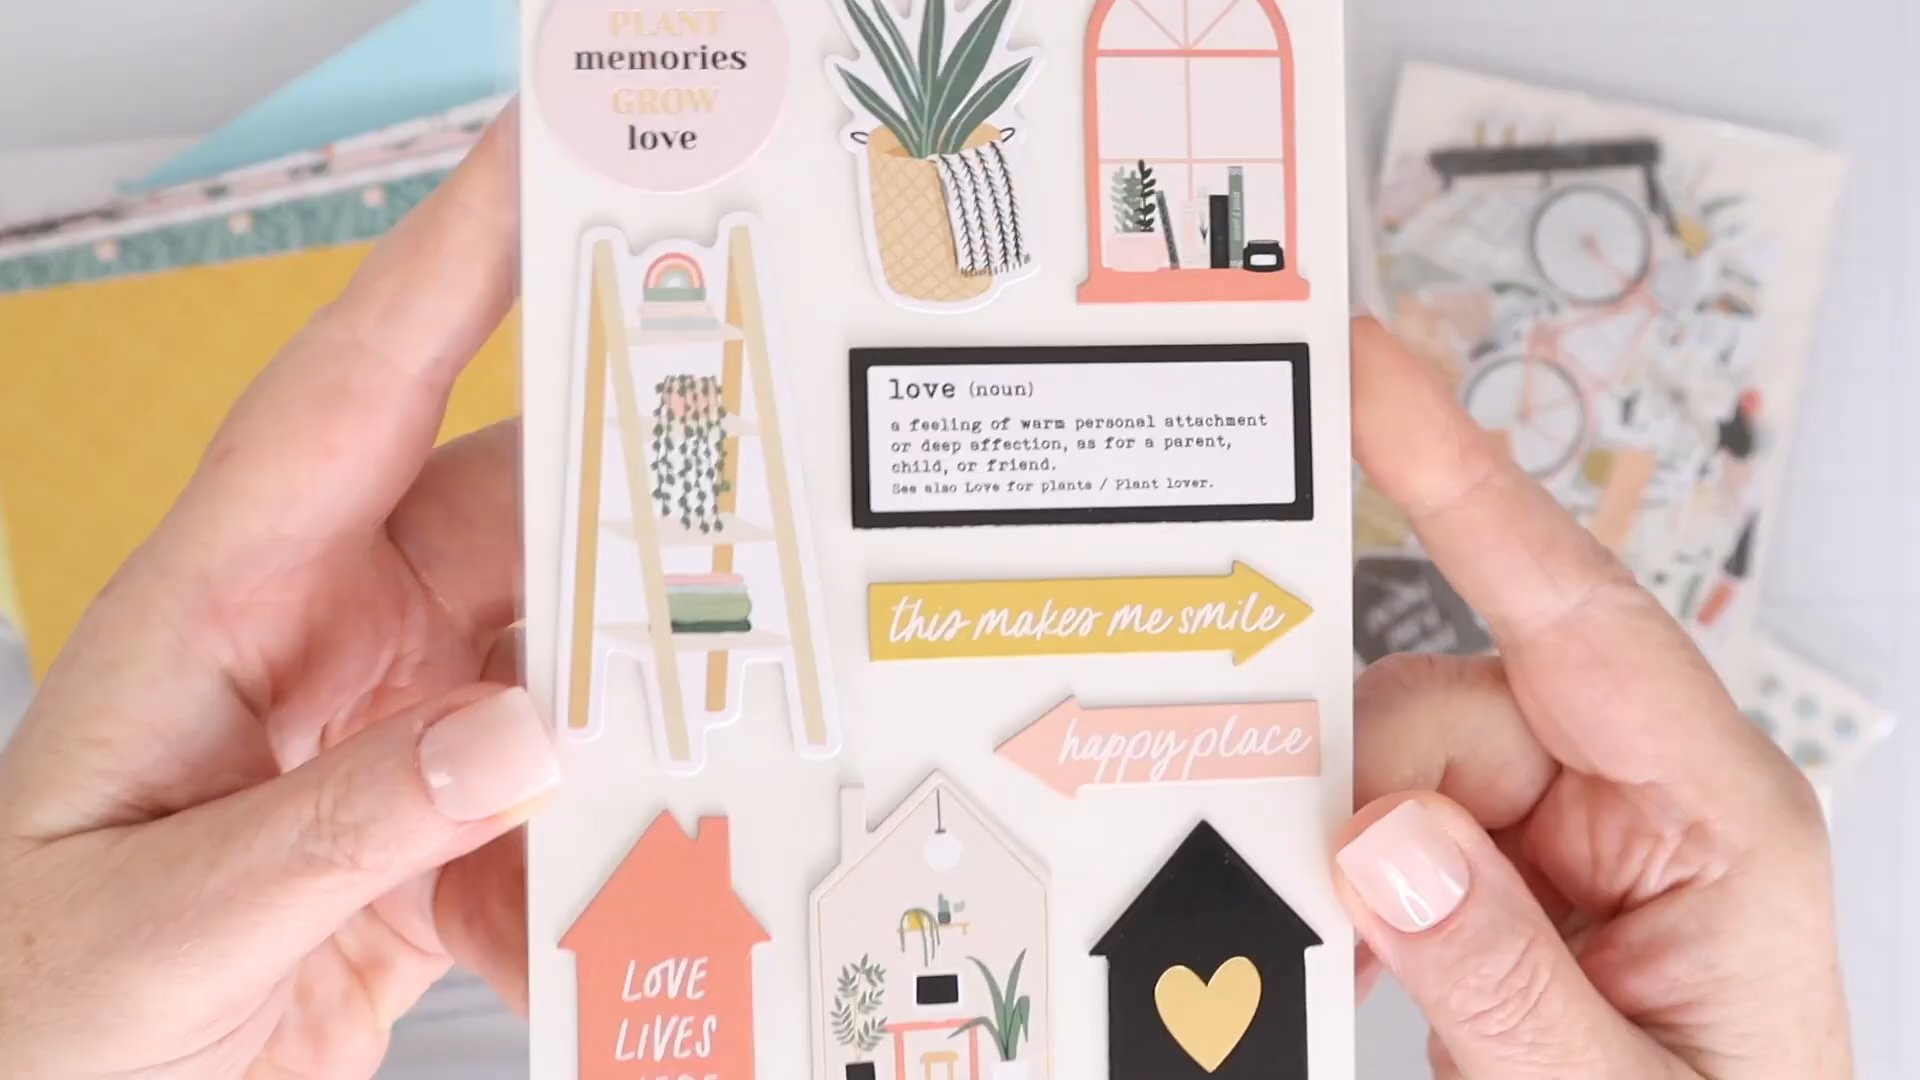 PLANT
memories
GROW
love
love (noun)
a feeling of warm personal attachment
or deep affection, as for a parent,
child, or friend.
See also Love for plants / Plant lover.
this makes me smile
happy place
LOVE
LIVES